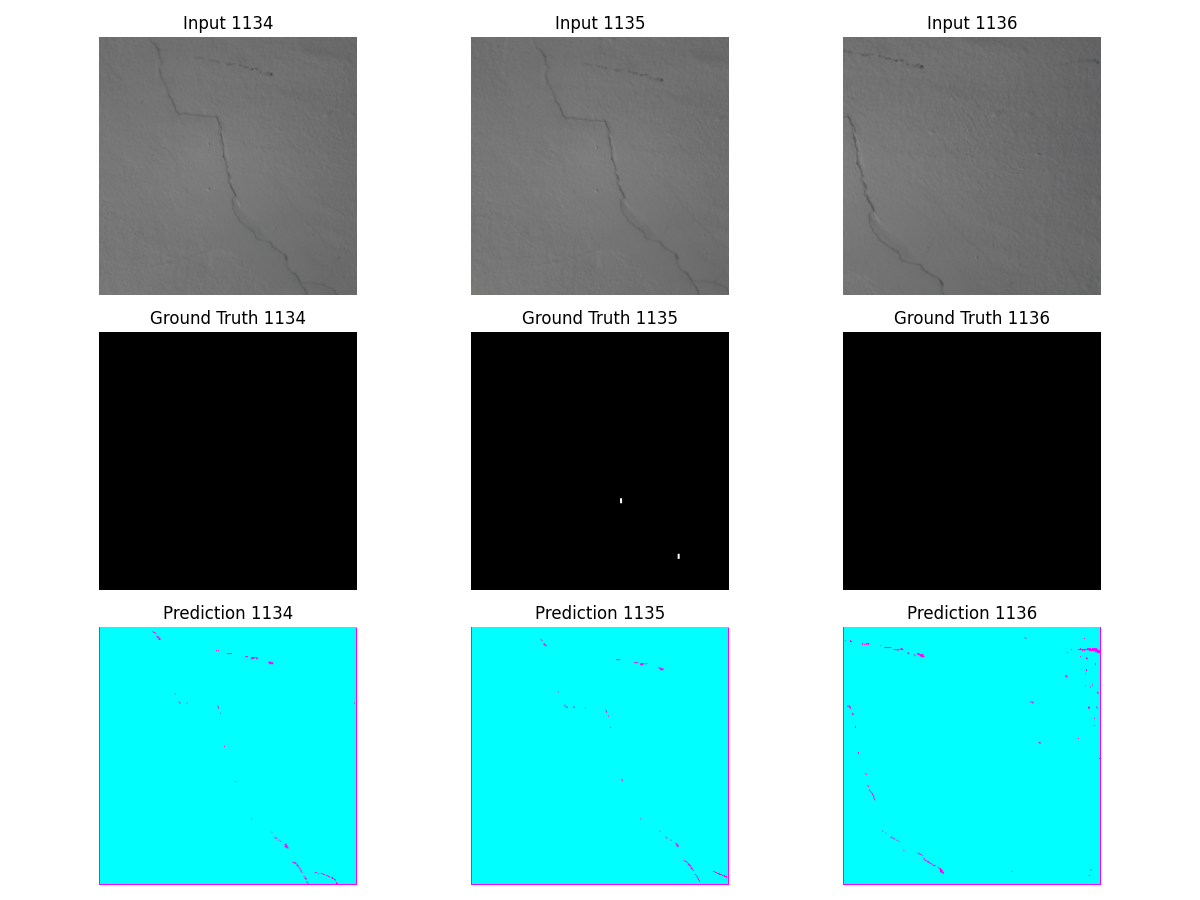 Input 1134
Input 1135
Input 1136
Ground Truth 1134
Ground Truth 1135
Ground Truth 1136
Prediction 1134
Prediction 1135
Prediction 1136